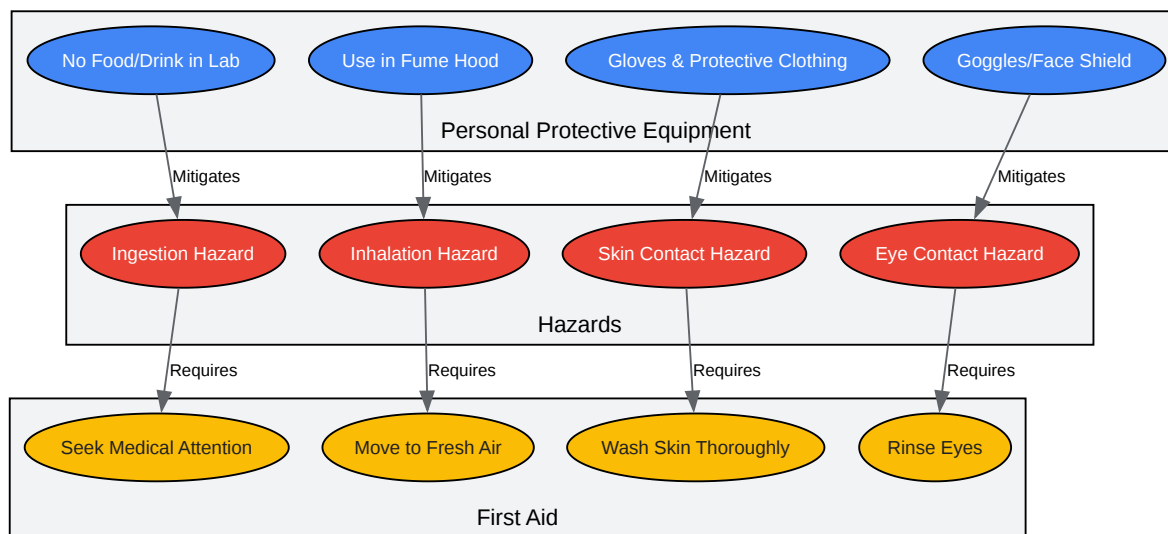 No Food/Drink in Lab
Use in Fume Hood
Gloves & Protective Clothing
Goggles/Face Shield
Personal Protective Equipment
Mitigates
Mitigates
Mitigates
Mitigates
Ingestion Hazard
Inhalation Hazard
Skin Contact Hazard
Eye Contact Hazard
Hazards
Requires
Requires
Requires
Requires
Seek Medical Attention
Move to Fresh Air
Wash Skin Thoroughly
Rinse Eyes
First Aid